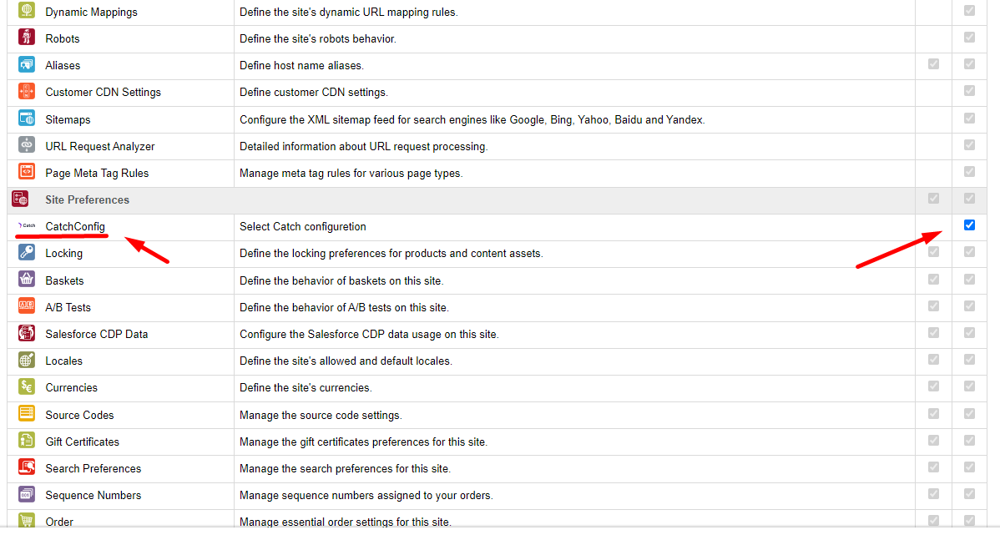 Dynamic Mappings Define the site's dynamic URL mapping rules.
Robots Define the site's robots behavior.
Aliases Define host name aliases.
Customer CDN Settings Define customer CDN settings.
Sitemaps Configure the XML sitemap feed for search engines like Google, Bing, Yahoo, Baidu and Yandex.
URL Request Analyzer Detailed information about URL request processing.
Page Meta Tag Rules Manage meta tag rules for various page types.
Site Preferences
Catch CatchConfig Select Catch configuretion
Locking Define the locking preferences for products and content assets.
Baskets Define the behavior of baskets on this site.
A/B Tests Define the behavior of A/B tests on this site.
Salesforce CDP Data Configure the Salesforce CDP data usage on this site.
Locales Define the site's allowed and default locales.
Currencies Define the site's currencies.
Source Codes Manage the source code settings.
Gift Certificates Manage the gift certificates preferences for this site.
Search Preferences Manage the search preferences for this site.
001 Sequence Numbers Manage sequence numbers assigned to your orders.
Order Manage essential order settings for this site.